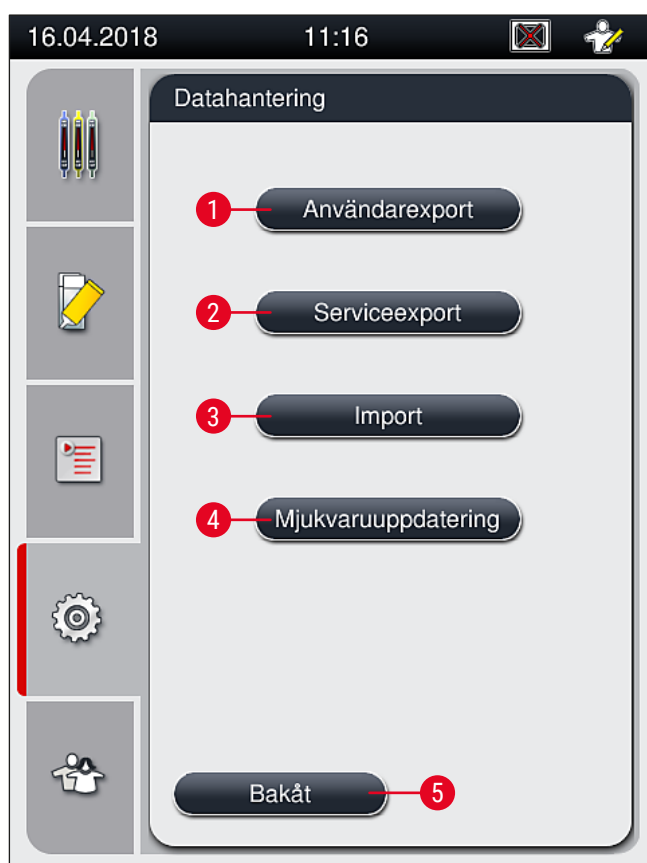 16.04.2018 11:16
Datahantering
1 Användarexport
2 Serviceexport
3 Import
4 Mjukvaruuppdatering
Bakåt 5